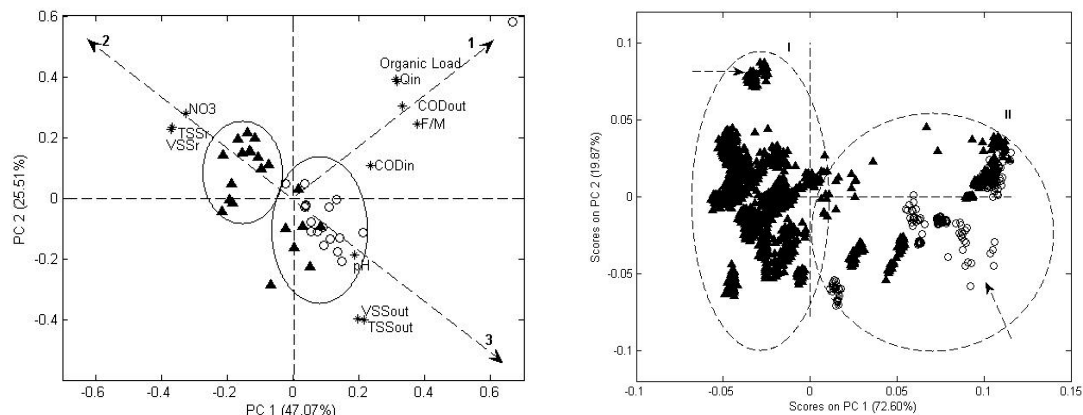 0.6
0.4
0.2
0
-0.2
-0.4
PC 2 (25.51%)
2
1
Organic Load
Qin
CODout
F/M
NO3
TSSr
VSSr
CODin
pH
VSSout
TSSout
3
-0.6
-0.4
-0.2
0
0.2
0.4
0.6
PC 1 (47.07%)
0.1
0.05
0
-0.05
-0.1
Scores on PC 2 (19.87%)
I
II
-0.1
-0.05
0
0.05
0.1
0.15
Scores on PC 1 (72.60%)